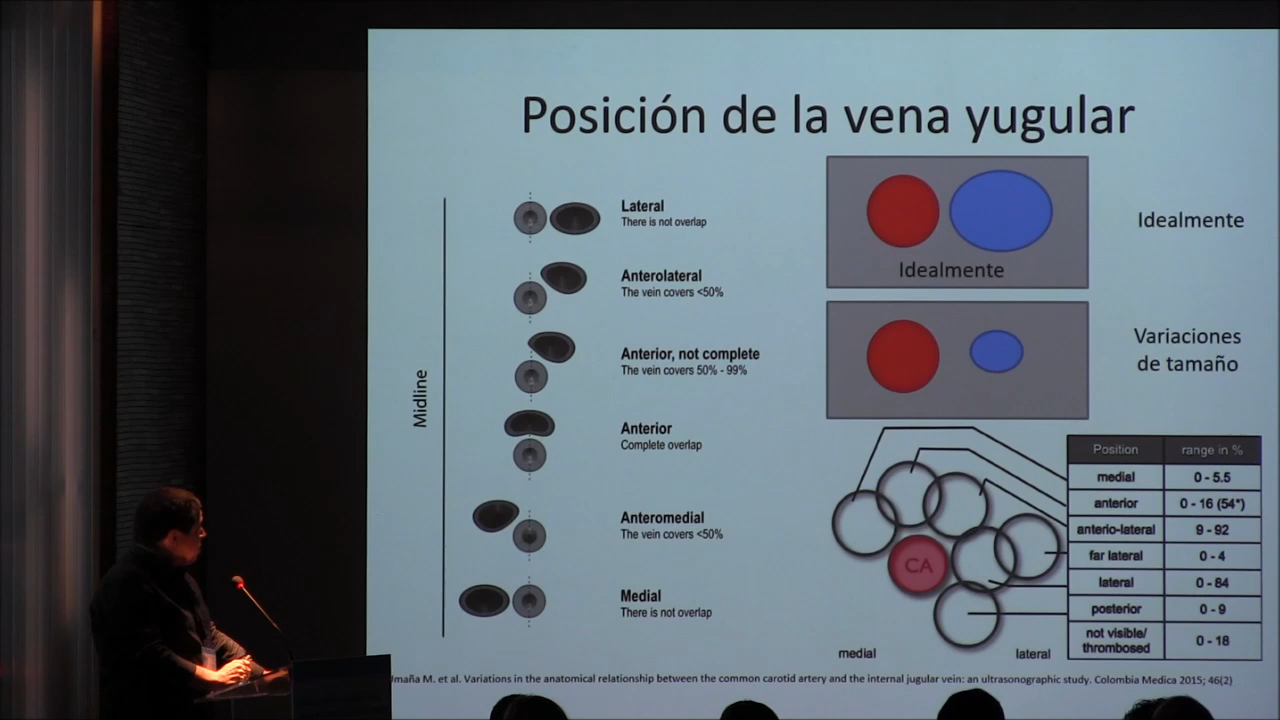 Posición de la vena yugular
Midline
Lateral
There is not overlap
Anterolateral
The vein covers <50%
Anterior, not complete
The vein covers 50% - 99%
Anterior
Complete overlap
Anteromedial
The vein covers <50%
Medial
There is not overlap
Idealmente
Idealmente
Variaciones
de tamaño
CA
medial
lateral
Position range in %
medial 0 - 5.5
anterior 0 - 16 (54*)
anterio-lateral 9 - 92
far lateral 0 - 4
lateral 0 - 84
posterior 0 - 9
not visible/
thrombosed 0 - 18
Umaña M. et al. Variations in the anatomical relationship between the common carotid artery and the internal jugular vein: an ultrasonographic study. Colombia Medica 2015; 46(2)